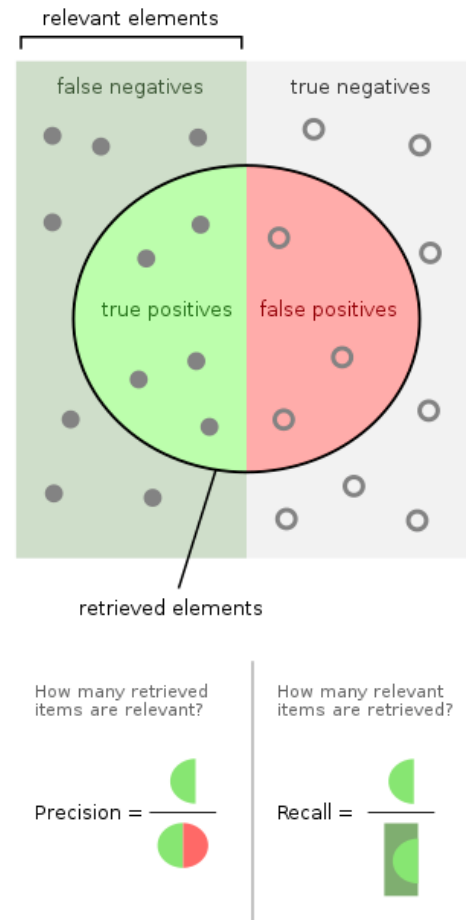 relevant elements
false negatives
true negatives
true positives
false positives
retrieved elements
How many retrieved
items are relevant?
Precision =
How many relevant
items are retrieved?
Recall =